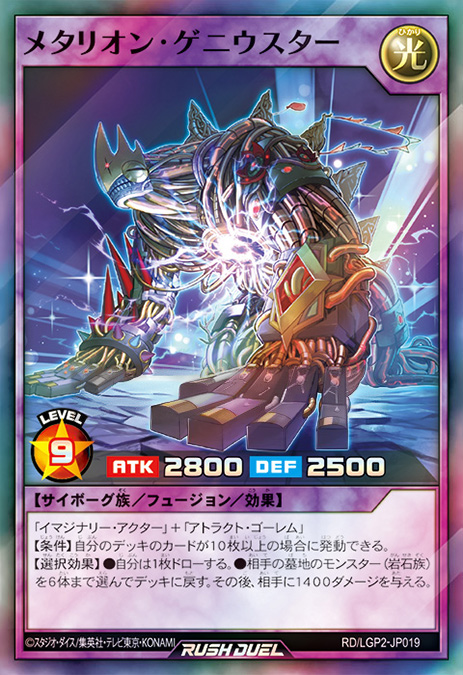 メタリオン・ゲニウスター
ひかり
光
LEVEL
9
ATK 2800 DEF 2500
【サイボーグ族／フュージョン／効果】
「イマジナリー・アクター」+「アトラクト・ゴーレム」
【条件】自分のデッキのカードが10枚以上の場合に発動できる。
【選択効果】●自分は1枚ドローする。●相手の墓地のモンスター（岩石族）
を6体まで選んでデッキに戻す。その後、相手に1400ダメージを与える。
©スタジオ・ダイス/集英社・テレビ東京・KONAMI
RUSH DUEL
RD/LGP2-JP019